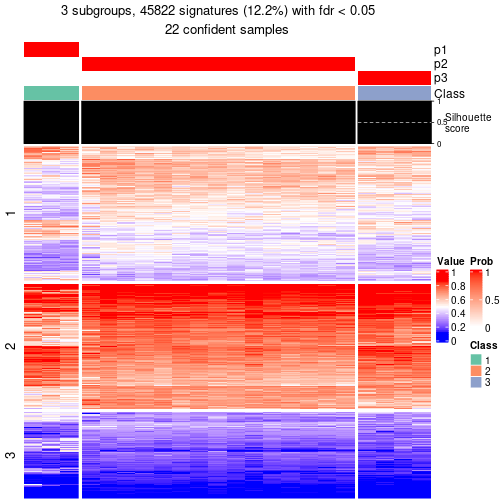 3 subgroups, 45822 signatures (12.2%) with fdr < 0.05
22 confident samples
p1
p2
p3
Class
1
0.5
0
Silhouette
score
1
2
3
Value
1
0.8
0.6
0.4
0.2
0
Prob
1
0.5
0
Class
1
2
3